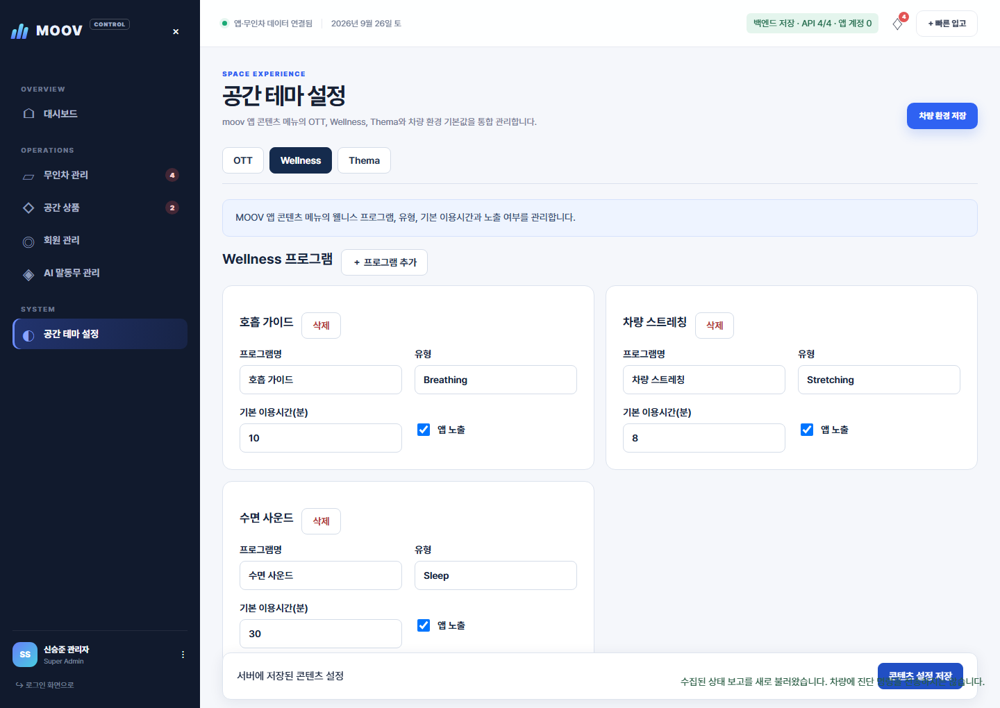 MOOV CONTROL
×
OVERVIEW
대시보드
OPERATIONS
무인차 관리 4
공간 상품 2
회원 관리
AI 말동무 관리
SYSTEM
공간 테마 설정
SS
신승준 관리자
Super Admin
로그인 화면으로
앱·무인차 데이터 연결됨
2026년 9월 26일 토
백엔드 저장 · API 4/4 · 앱 계정 0
4
+ 빠른 입고
SPACE EXPERIENCE
공간 테마 설정
moov 앱 콘텐츠 메뉴의 OTT, Wellness, Thema와 차량 환경 기본값을 통합 관리합니다.
차량 환경 저장
OTT
Wellness
Thema
MOOV 앱 콘텐츠 메뉴의 웰니스 프로그램, 유형, 기본 이용시간과 노출 여부를 관리합니다.
Wellness 프로그램
+ 프로그램 추가
호흡 가이드
삭제
프로그램명
유형
호흡 가이드
Breathing
기본 이용시간(분)
10
앱 노출
차량 스트레칭
삭제
프로그램명
유형
차량 스트레칭
Stretching
기본 이용시간(분)
8
앱 노출
수면 사운드
삭제
프로그램명
유형
수면 사운드
Sleep
기본 이용시간(분)
30
앱 노출
서버에 저장된 콘텐츠 설정
콘텐츠 설정 저장
수집된 상태 보고를 새로 불러왔습니다. 차량에 진단